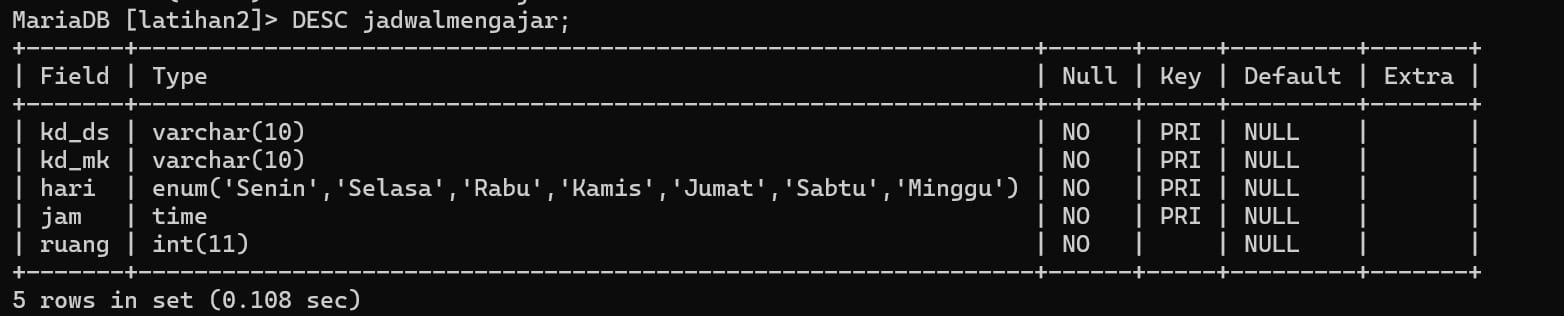 MariaDB [latihan2]> DESC jadwalmengajar;
+-------+----------------------------------------------------------------+------+-----+---------+-------+
| Field | Type                                                           | Null | Key | Default | Extra |
+-------+----------------------------------------------------------------+------+-----+---------+-------+
| kd_ds | varchar(10)                                                    | NO   | PRI | NULL    |       |
| kd_mk | varchar(10)                                                    | NO   | PRI | NULL    |       |
| hari  | enum('Senin','Selasa','Rabu','Kamis','Jumat','Sabtu','Minggu') | NO   | PRI | NULL    |       |
| jam   | time                                                           | NO   | PRI | NULL    |       |
| ruang | int(11)                                                        | NO   |     | NULL    |       |
+-------+----------------------------------------------------------------+------+-----+---------+-------+
5 rows in set (0.108 sec)